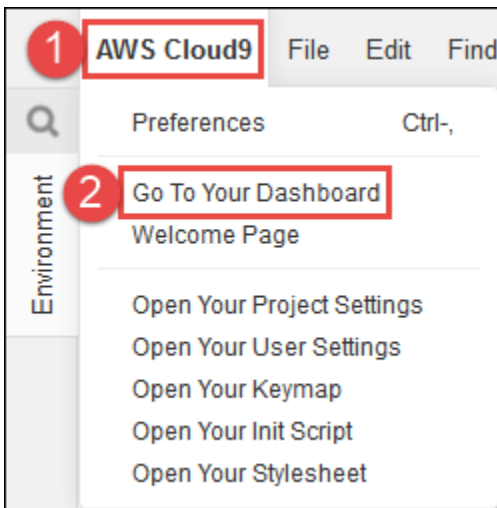 1 AWS Cloud9 File Edit Find
Preferences Ctrl-,
2 Go To Your Dashboard
Welcome Page
Environment
Open Your Project Settings
Open Your User Settings
Open Your Keymap
Open Your Init Script
Open Your Stylesheet